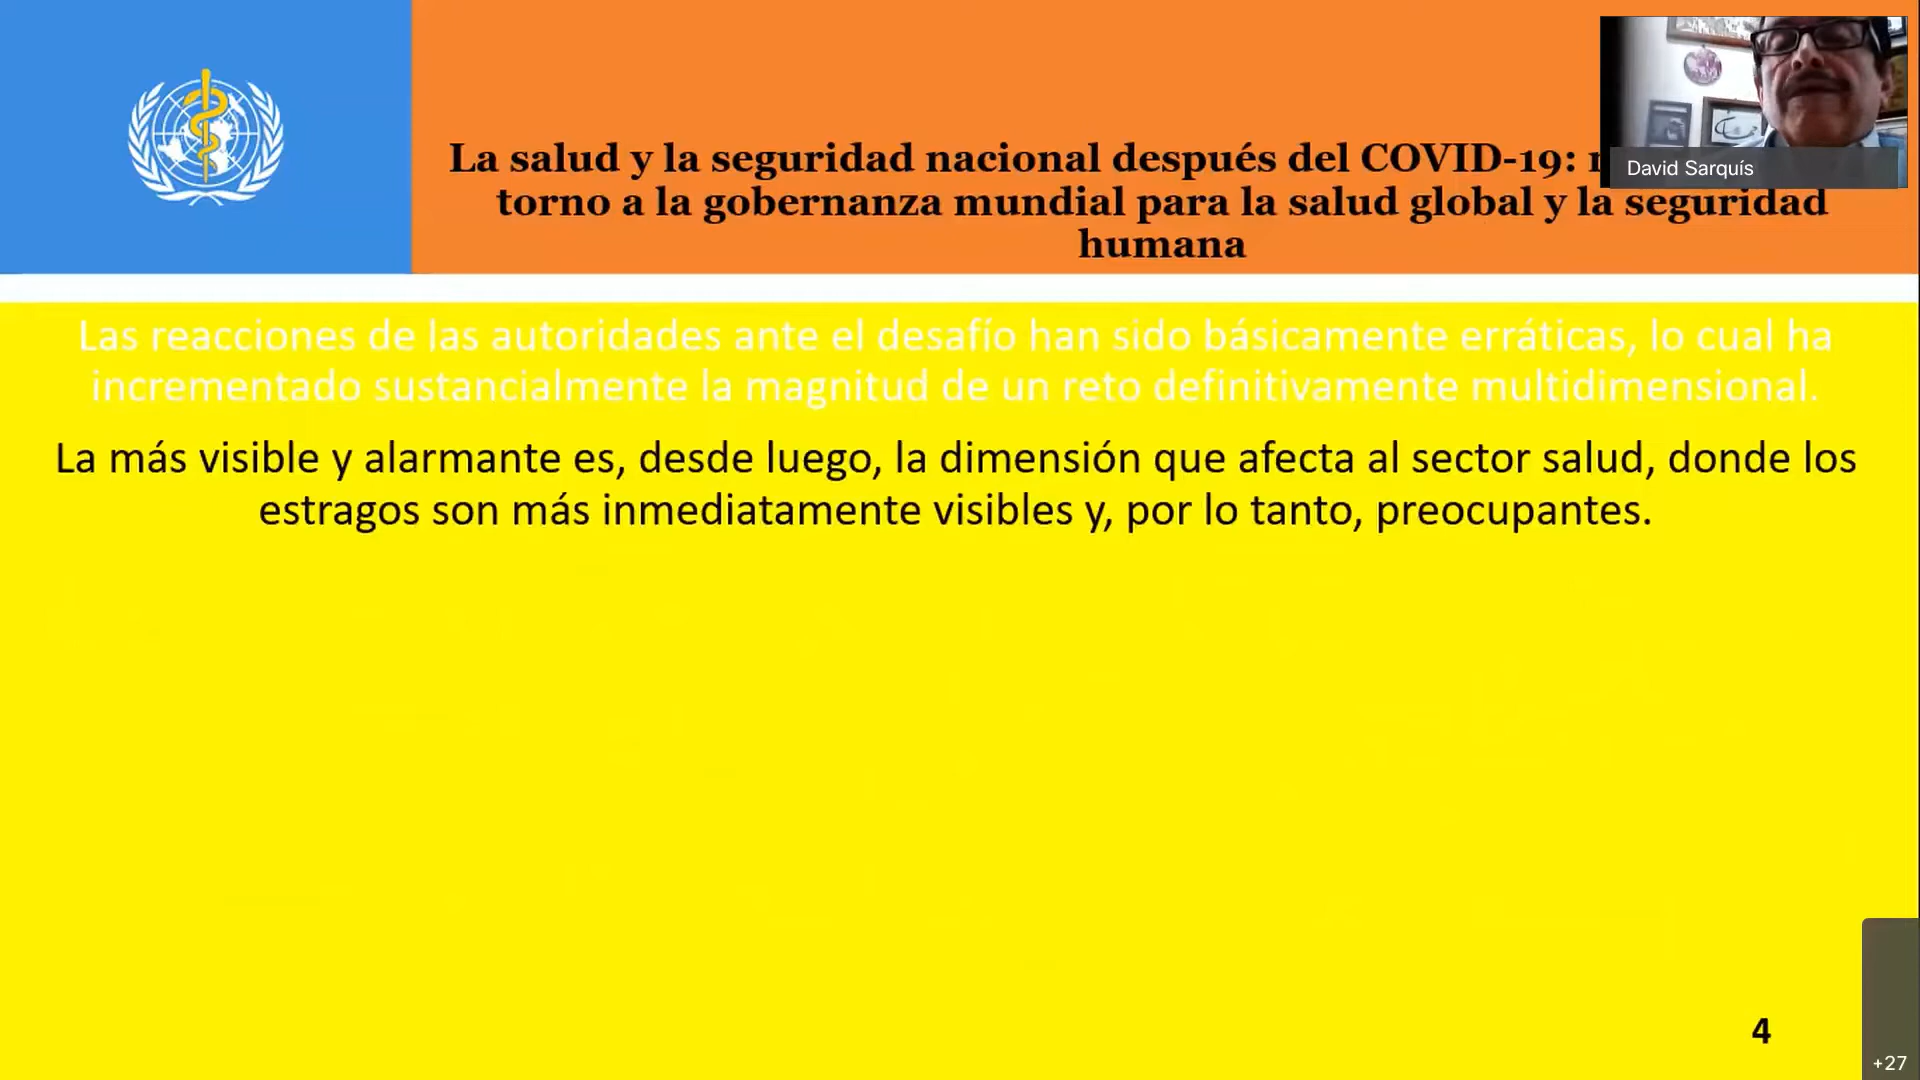 La salud y la seguridad nacional después del COVID-19:
torno a la gobernanza mundial para la salud global y la seguridad
humana
David Sarquís
Las reacciones de las autoridades ante el desafío han sido básicamente erráticas, lo cual ha
incrementado sustancialmente la magnitud de un reto definitivamente multidimensional.
La más visible y alarmante es, desde luego, la dimensión que afecta al sector salud, donde los
estragos son más inmediatamente visibles y, por lo tanto, preocupantes.
4
+27